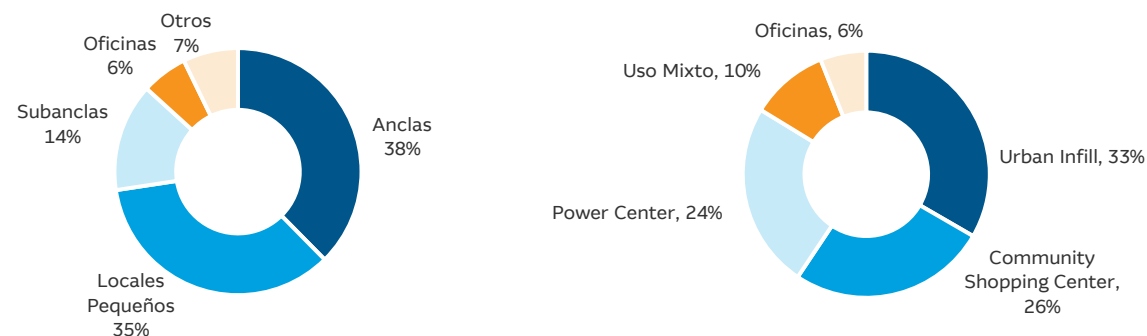 Otros
7%
Oficinas
6%
Subanclas
14%
Anclas
38%
Locales
Pequeños
35%
Oficinas, 6%
Uso Mixto, 10%
Urban Infill, 33%
Power Center, 24%
Community
Shopping Center,
26%